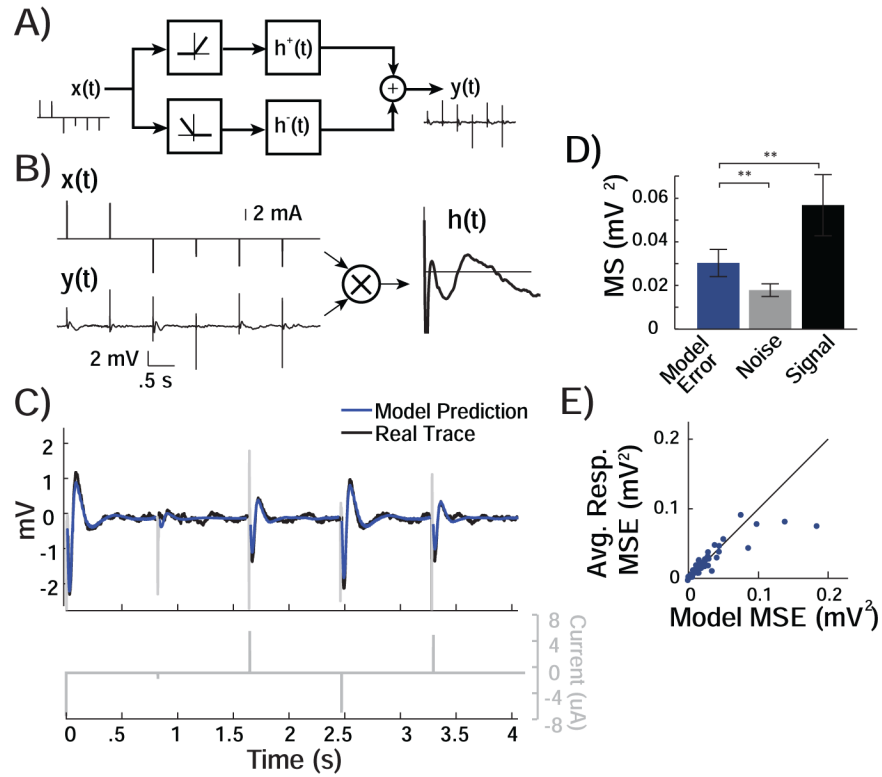 A)
x(t)
h⁺(t)
h⁻(t)
+
y(t)
B)
x(t)
2 mA
y(t)
2 mV
.5 s
h(t)
C)
Model Prediction
Real Trace
mV
2
1
0
-1
-2
8
4
0
-4
-8
Current (uA)
0 .5 1 1.5 2 2.5 3 3.5 4
Time (s)
D)
**
**
MS (mV ²)
0.06
0.04
0.02
0
Model Error
Noise
Signal
E)
Avg. Resp.
MSE (mV²)
0.2
0.1
0
0 0.1 0.2
Model MSE (mV²)